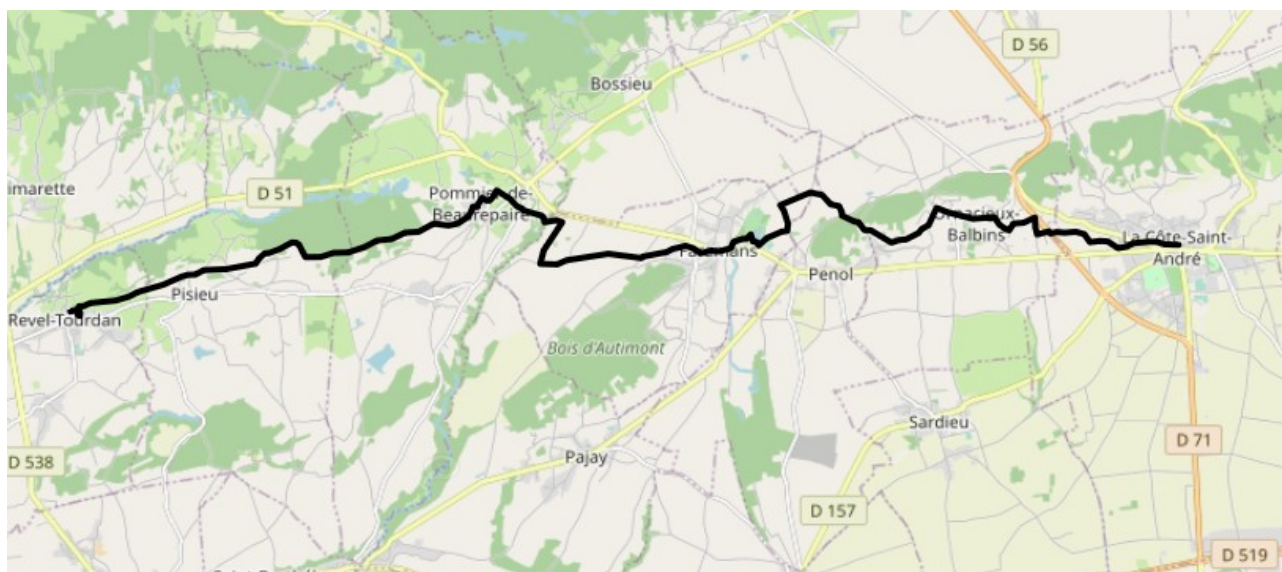 D 56
Bossieu
imarette
D 51
Pommier-de-
Beaurepaire
La Côte-Saint-
André
Balbins
Pisieu
Penol
Revel-Tourdan
Bois d'Autimont
Sardieu
D 538
Pajay
D 71
D 157
D 519